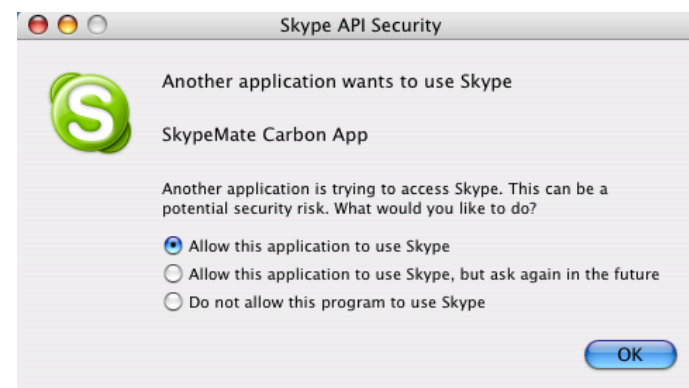 Skype API Security
Another application wants to use Skype
S
SkypeMate Carbon App
Another application is trying to access Skype. This can be a
potential security risk. What would you like to do?
Allow this application to use Skype
Allow this application to use Skype, but ask again in the future
Do not allow this program to use Skype
OK